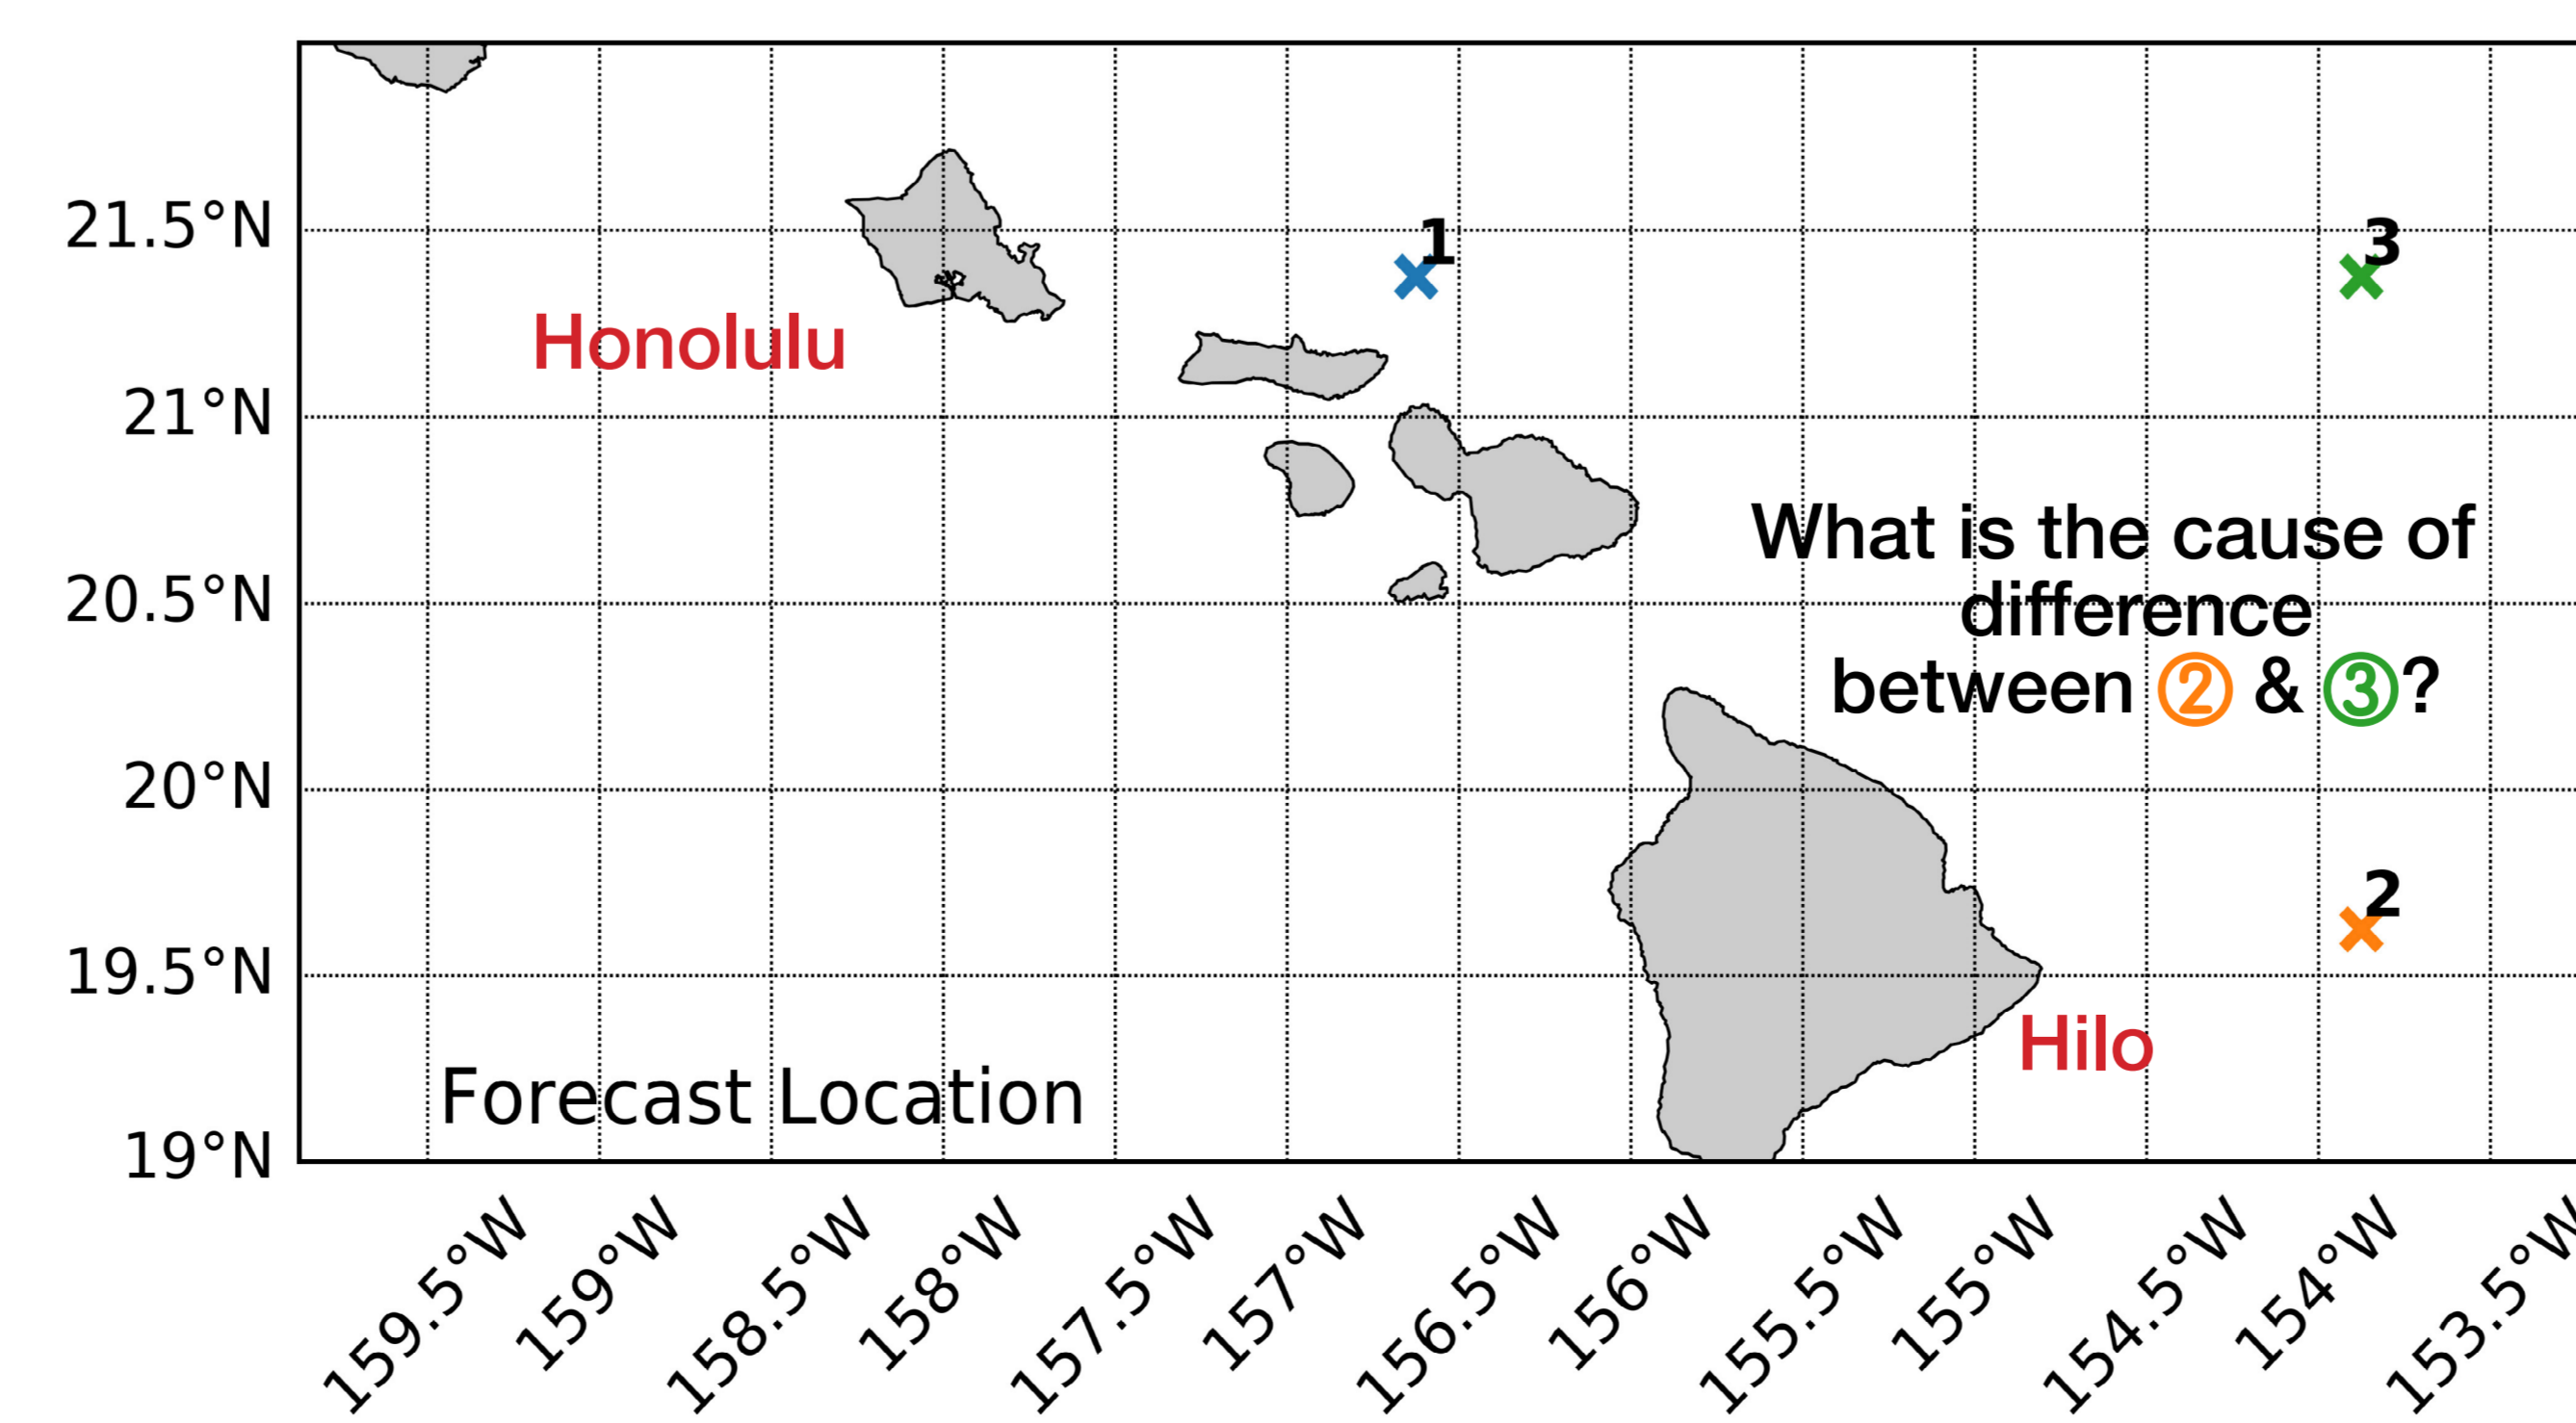 21.5°N
21°N
20.5°N
20°N
19.5°N
19°N
1
3
Honolulu
What is the cause of
difference
between ② & ③?
2
Hilo
Forecast Location
159.5°W
159°W
158.5°W
158°W
157.5°W
157°W
156.5°W
156°W
155.5°W
155°W
154.5°W
154°W
153.5°W